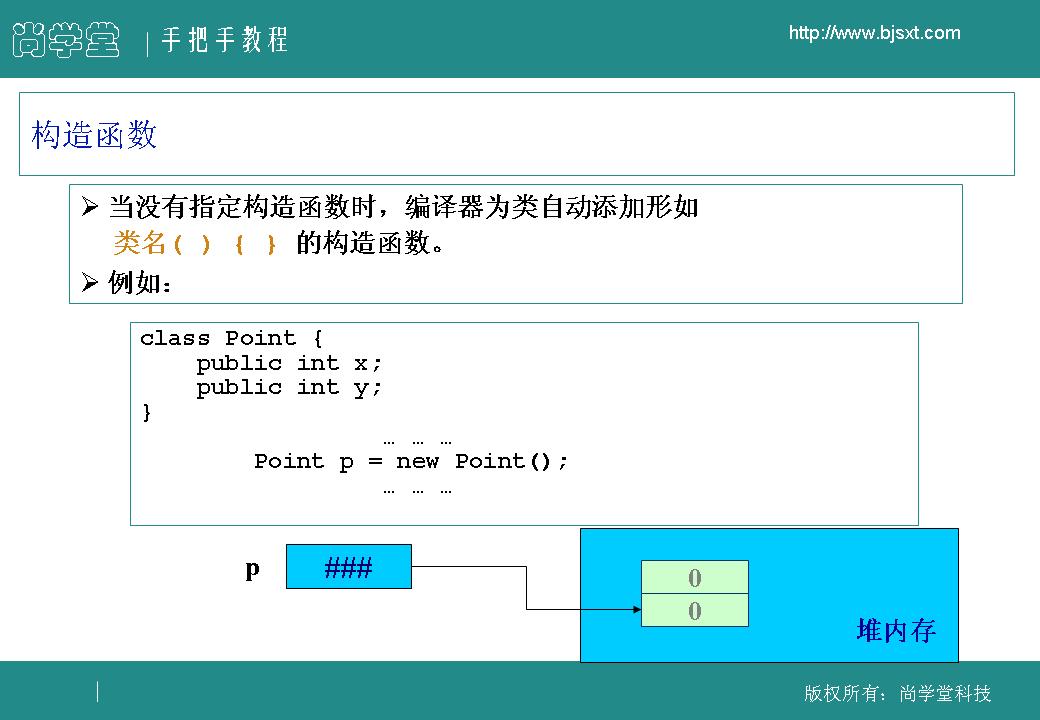 尚学堂 | 手把手教程
http://www.bjsxt.com
构造函数
➢ 当没有指定构造函数时，编译器为类自动添加形如
类名( ) { } 的构造函数。
➢ 例如：
class Point {
    public int x;
    public int y;
}
… … …
Point p = new Point();
… … …
p
###
0
0
堆内存
版权所有：尚学堂科技